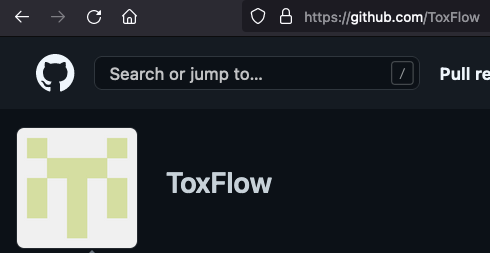 https://github.com/ToxFlow
Search or jump to...
/
Pull re
ToxFlow